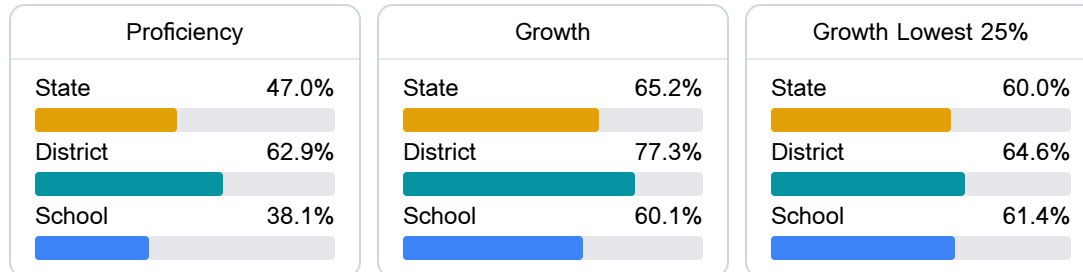 Proficiency
State 47.0%
District 62.9%
School 38.1%
Growth
State 65.2%
District 77.3%
School 60.1%
Growth Lowest 25%
State 60.0%
District 64.6%
School 61.4%